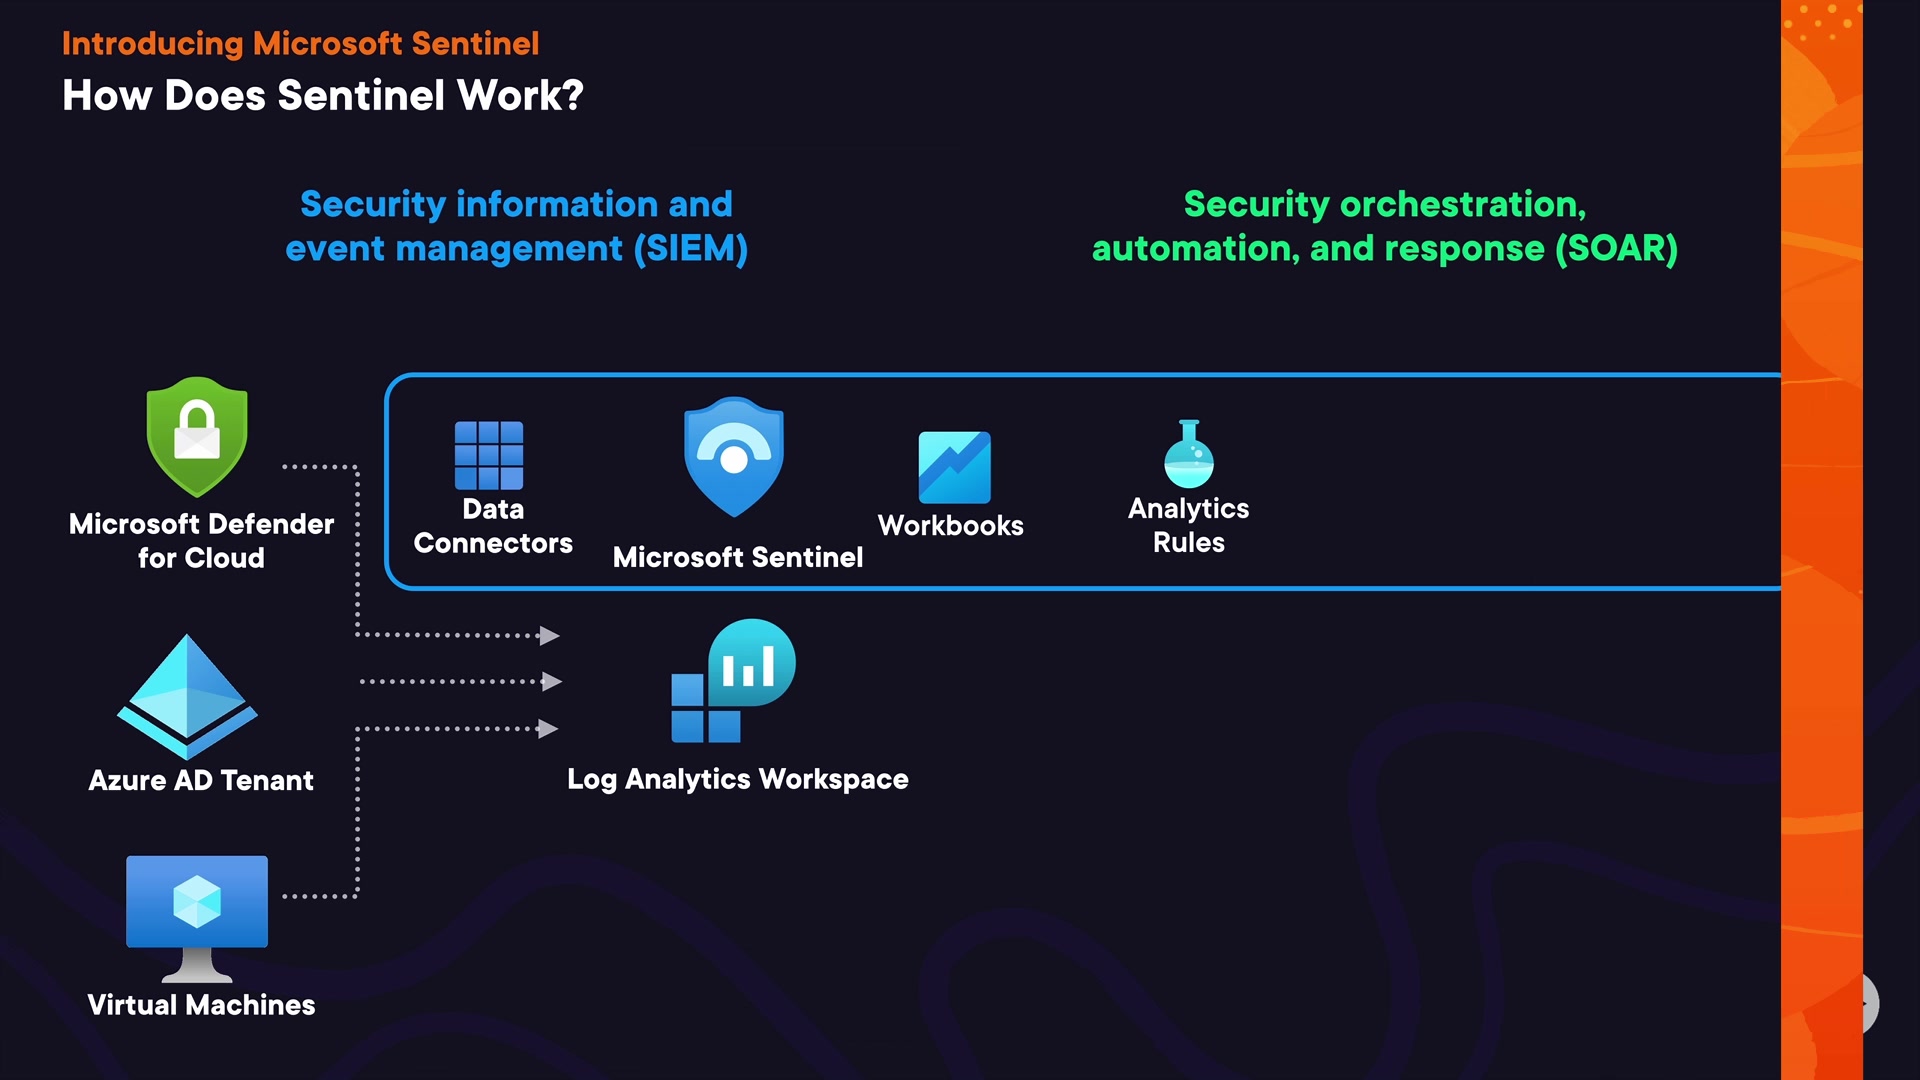 Introducing Microsoft Sentinel
How Does Sentinel Work?
Security information and
event management (SIEM)
Security orchestration,
automation, and response (SOAR)
Microsoft Defender
for Cloud
Data
Connectors
Microsoft Sentinel
Workbooks
Analytics
Rules
Azure AD Tenant
Log Analytics Workspace
Virtual Machines